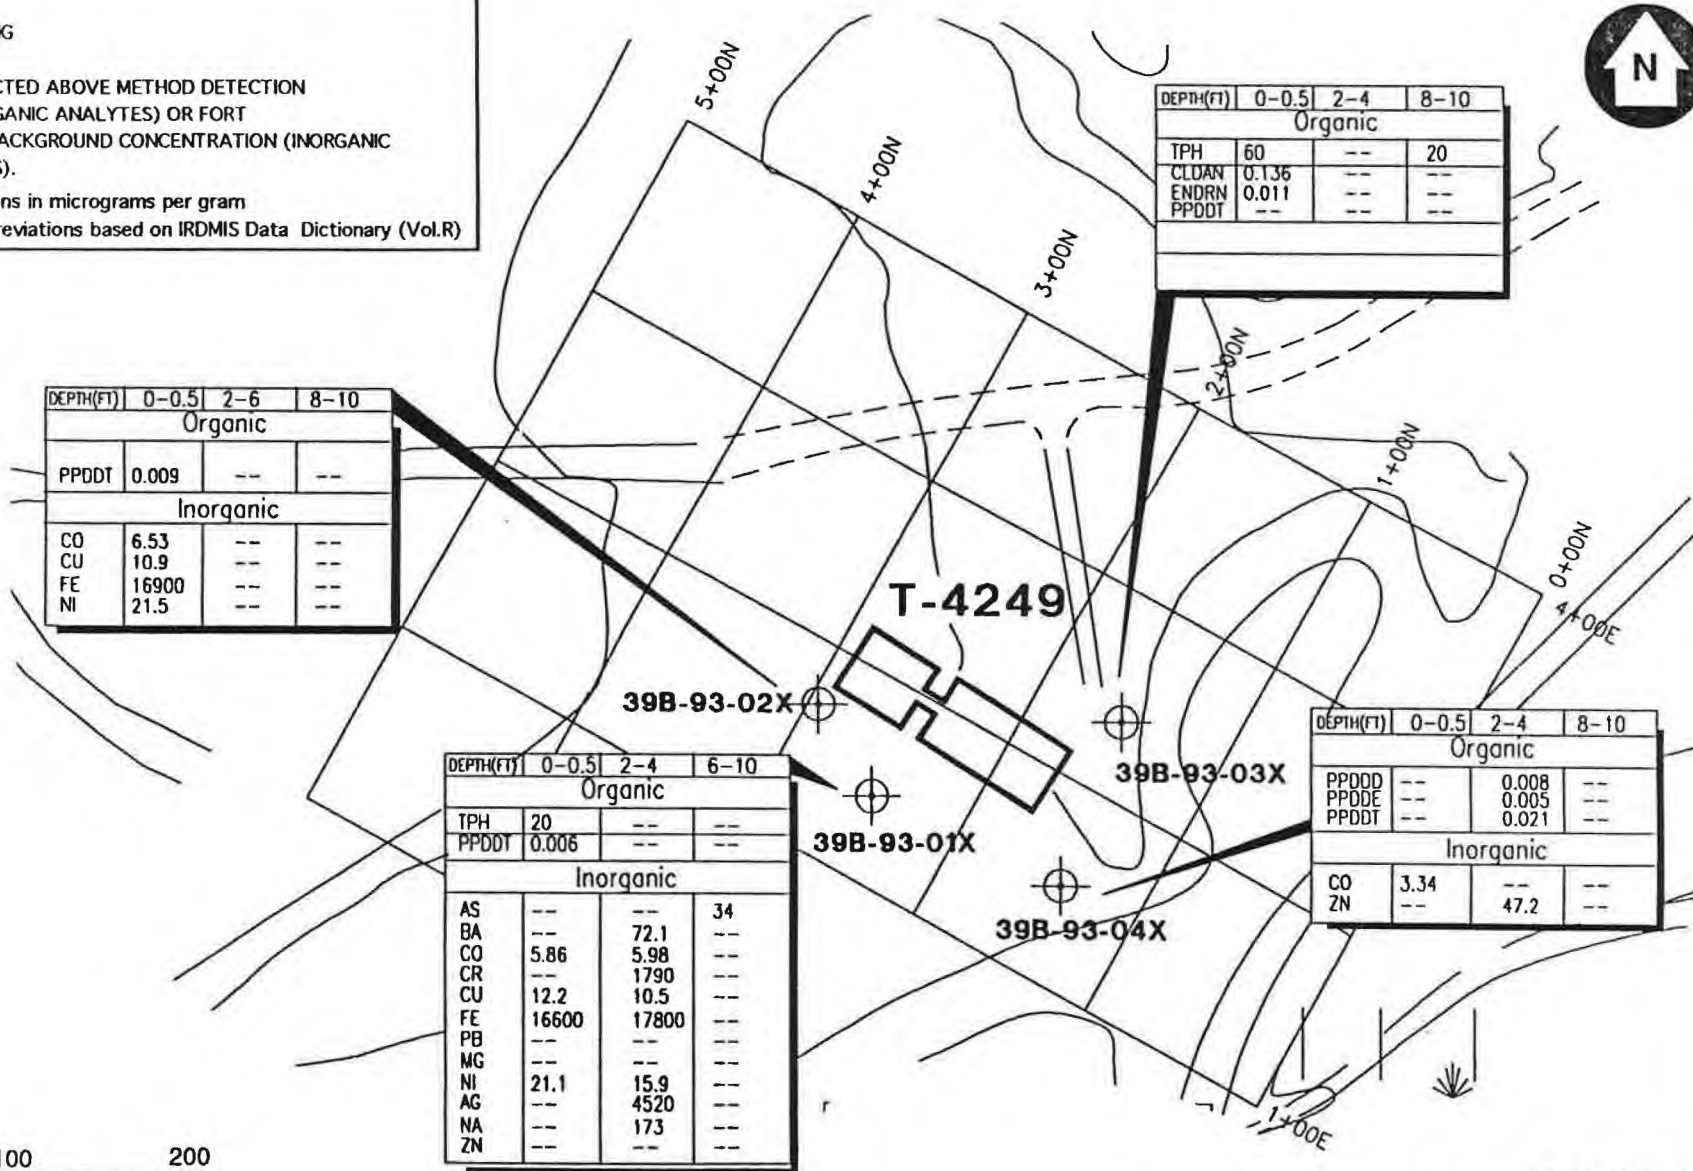 G
CTED ABOVE METHOD DETECTION
GANIC ANALYTES) OR FORT
ACKGROUND CONCENTRATION (INORGANIC
S).
ns in micrograms per gram
reviations based on IRDMIS Data Dictionary (Vol.R)
N
5+00N
4+00N
3+00N
2+00N
1+00N
0+00N
4+00E
DEPTH(FT) 0-0.5 2-4 8-10
Organic
TPH 60 -- 20
CLDAN 0.136 -- --
ENDRN 0.011 -- --
PPDDT -- -- --
DEPTH(FT) 0-0.5 2-6 8-10
Organic
PPDDT 0.009 -- --
Inorganic
CO 6.53 -- --
CU 10.9 -- --
FE 16900 -- --
NI 21.5 -- --
T-4249
39B-93-02X
39B-93-03X
39B-93-01X
39B-93-04X
DEPTH(FT) 0-0.5 2-4 6-10
Organic
TPH 20 -- --
PPDDT 0.006 -- --
Inorganic
AS -- -- 34
BA -- 72.1 --
CO 5.86 5.98 --
CR -- 1790 --
CU 12.2 10.5 --
FE 16600 17800 --
PB -- -- --
MG -- -- --
NI 21.1 15.9 --
AG -- 4520 --
NA -- 173 --
ZN -- -- --
DEPTH(FT) 0-0.5 2-4 8-10
Organic
PPDDD -- 0.008 --
PPDDE -- 0.005 --
PPDDT -- 0.021 --
Inorganic
CO 3.34 -- --
ZN -- 47.2 --
1+00E
100 200